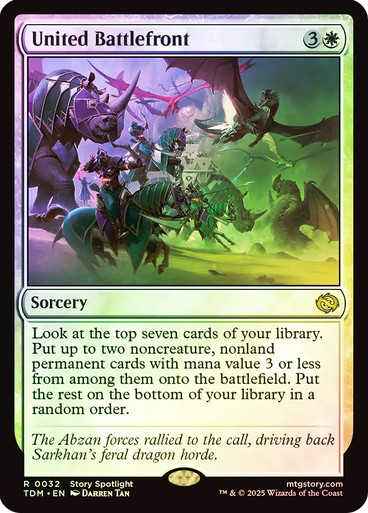 United Battlefront 3
Sorcery
Look at the top seven cards of your library.
Put up to two noncreature, nonland
permanent cards with mana value 3 or less
from among them onto the battlefield. Put
the rest on the bottom of your library in a
random order.
The Abzan forces rallied to the call, driving back
Sarkhan's feral dragon horde.
R 0032 Story Spotlight mtgstory.com
TDM • EN DARREN TAN ™ & © 2025 Wizards of the Coast